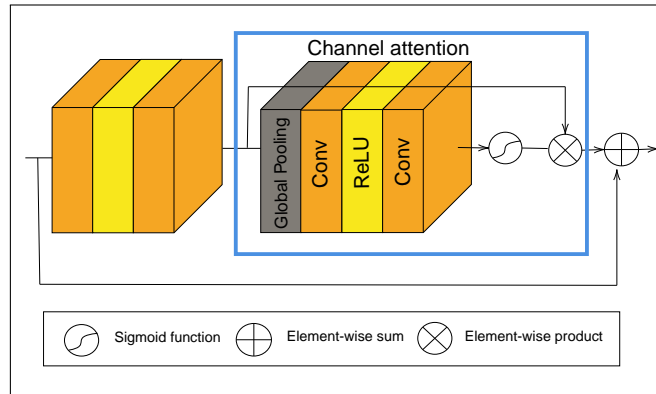 Channel attention
Global Pooling
Conv
ReLU
Conv
Sigmoid function
Element-wise sum
Element-wise product